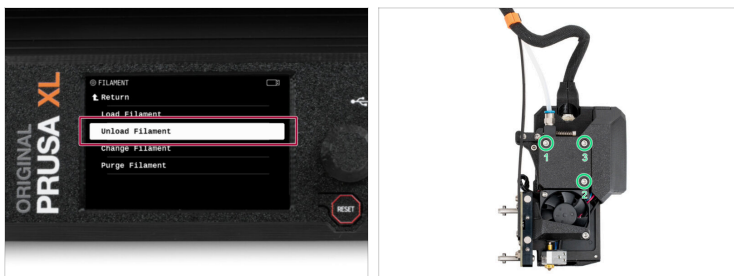 ORIGINAL
PRUSA XL
FILAMENT
Return
Load Filament
Unload Filament
Change Filament
Purge Filament
RESET
1
3
2